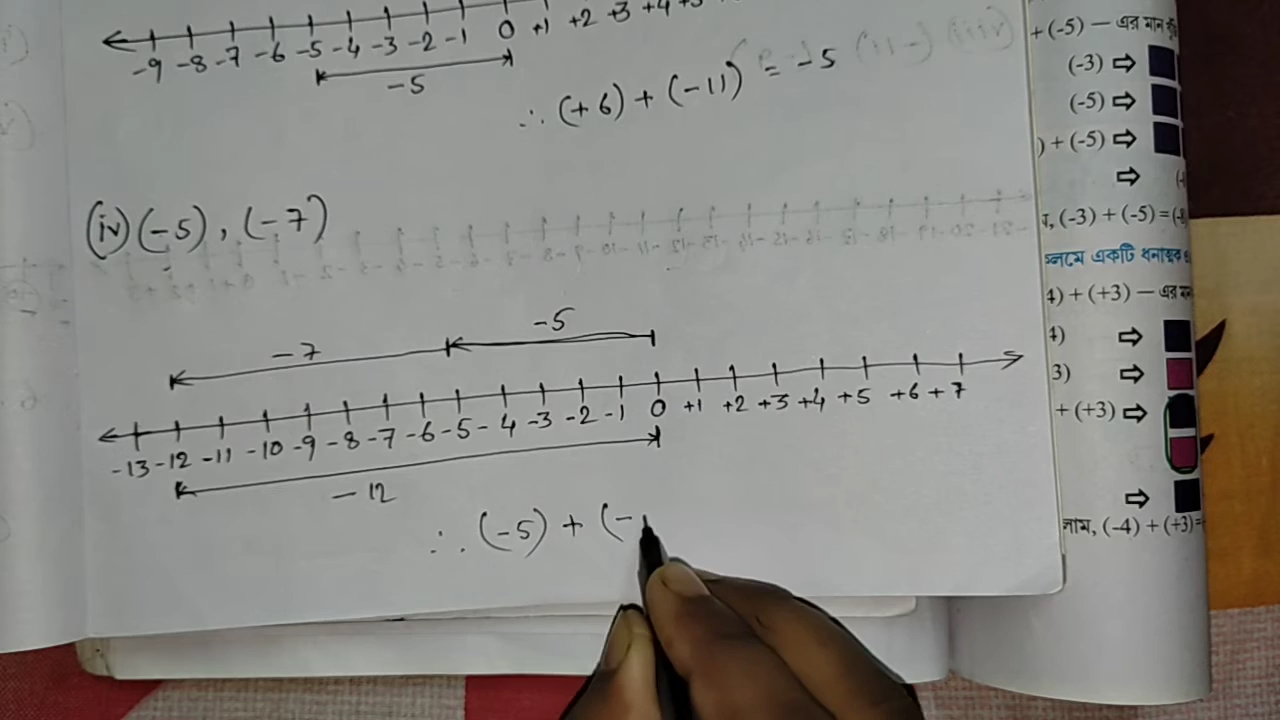 -9 -8 -7 -6 -5 -4 -3 -2 -1 0 +1 +2 +3 +4
-5
∴ (+6) + (-11) = -5
(iv) (-5), (-7)
-7 -5
-13 -12 -11 -10 -9 -8 -7 -6 -5 -4 -3 -2 -1 0 +1 +2 +3 +4 +5 +6 +7
-12
∴ (-5) + (-
+ (-5) — এর মান
(-3) ⇨
(-5) ⇨
) + (-5) ⇨
⇨
, (-3) + (-5) =
একটি ধনাত্মক
4) + (+3) — এর
4) ⇨
3) ⇨
+ (+3) ⇨
⇨
, (-4) + (+3) =